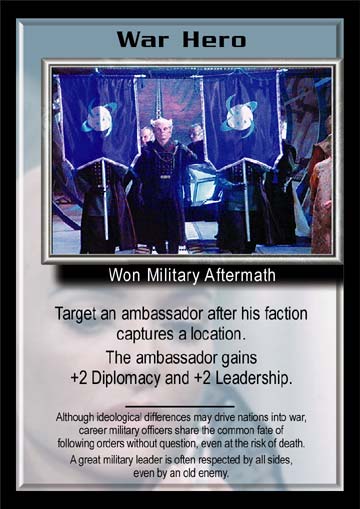 War Hero
Won Military Aftermath
Target an ambassador after his faction
captures a location.
The ambassador gains
+2 Diplomacy and +2 Leadership.
Although ideological differences may drive nations into war,
career military officers share the common fate of
following orders without question, even at the risk of death.
A great military leader is often respected by all sides,
even by an old enemy.